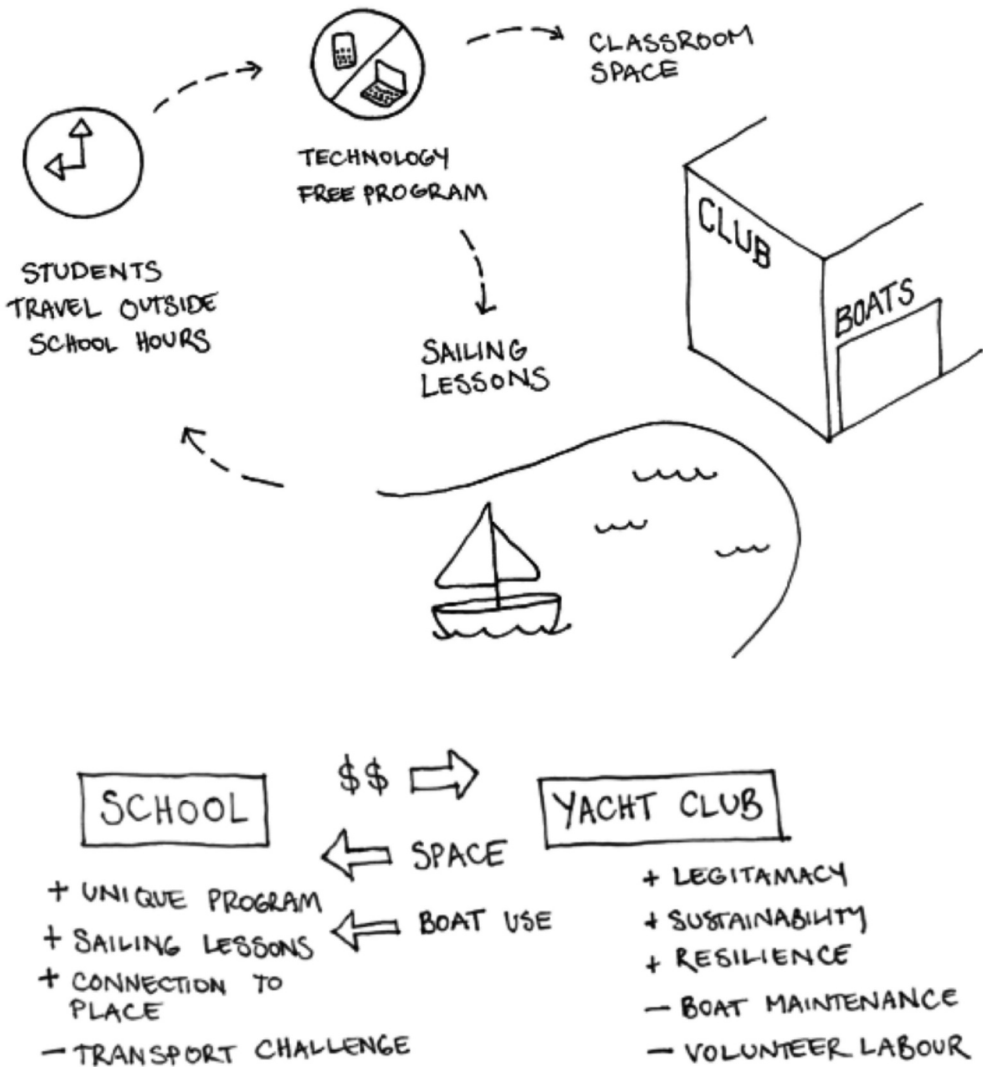 CLASSROOM
SPACE
TECHNOLOGY
FREE PROGRAM
STUDENTS
TRAVEL OUTSIDE
SCHOOL HOURS
SAILING
LESSONS
CLUB
BOATS
SCHOOL
$$
YACHT CLUB
SPACE
BOAT USE
+ UNIQUE PROGRAM
+ SAILING LESSONS
+ CONNECTION TO
PLACE
- TRANSPORT CHALLENGE
+ LEGITAMACY
+ SUSTAINABILITY
+ RESILIENCE
- BOAT MAINTENANCE
- VOLUNTEER LABOUR